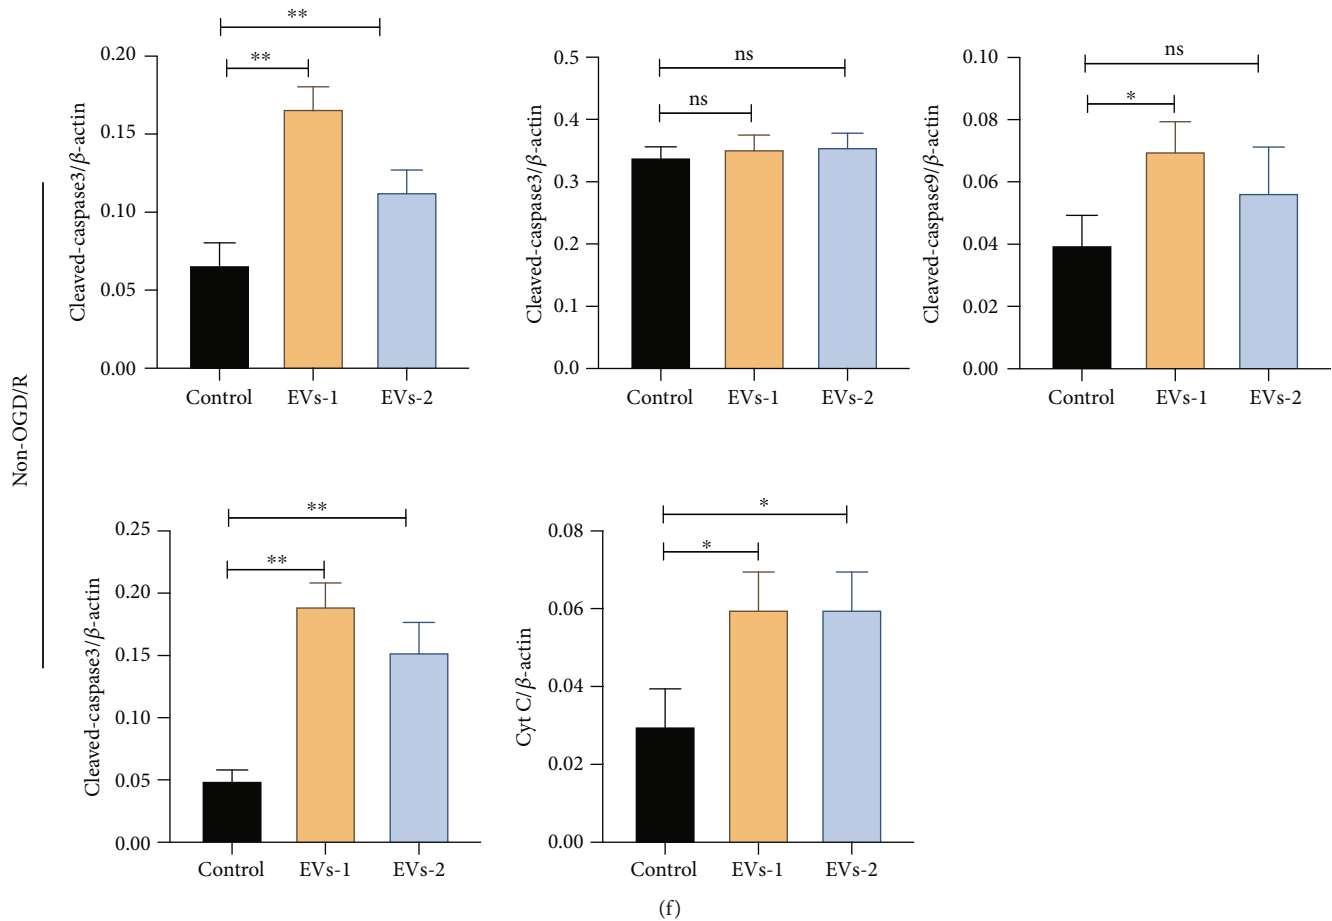 Non-OGD/R
**
**
Cleaved-caspase3/β-actin
0.20
0.15
0.10
0.05
0.00
Control EVs-1 EVs-2
ns
ns
Cleaved-caspase3/β-actin
0.5
0.4
0.3
0.2
0.1
0.0
Control EVs-1 EVs-2
ns
*
Cleaved-caspase9/β-actin
0.10
0.08
0.06
0.04
0.02
0.00
Control EVs-1 EVs-2
**
**
Cleaved-caspase3/β-actin
0.25
0.20
0.15
0.10
0.05
0.00
Control EVs-1 EVs-2
*
*
Cyt C/β-actin
0.08
0.06
0.04
0.02
0.00
Control EVs-1 EVs-2
(f)